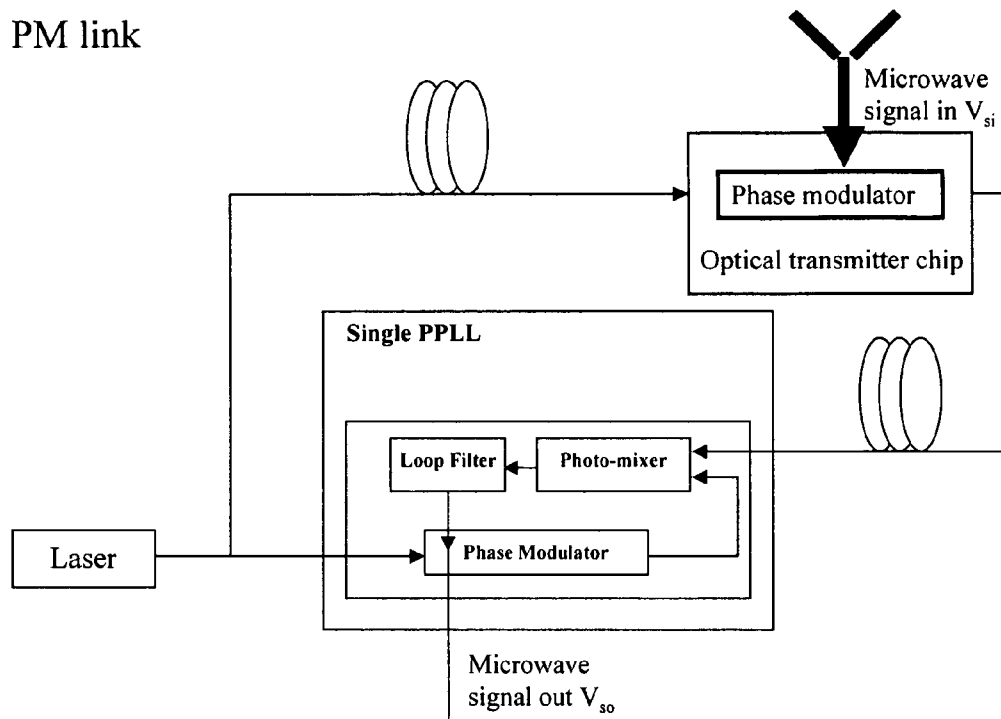 PM link
Microwave
signal in V_si
Phase modulator
Optical transmitter chip
Single PPLL
Loop Filter
Photo-mixer
Phase Modulator
Laser
Microwave
signal out V_so